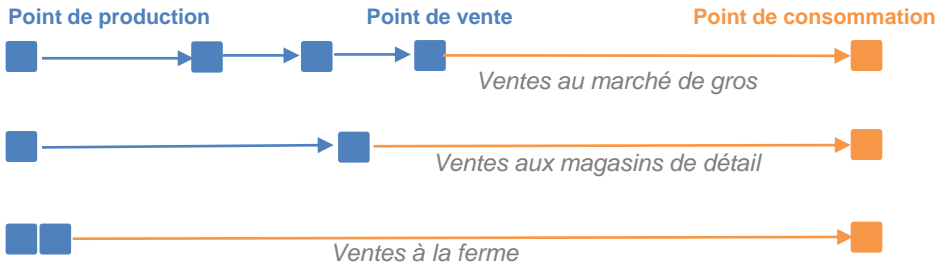 Point de production
Point de vente
Point de consommation
Ventes au marché de gros
Ventes aux magasins de détail
Ventes à la ferme